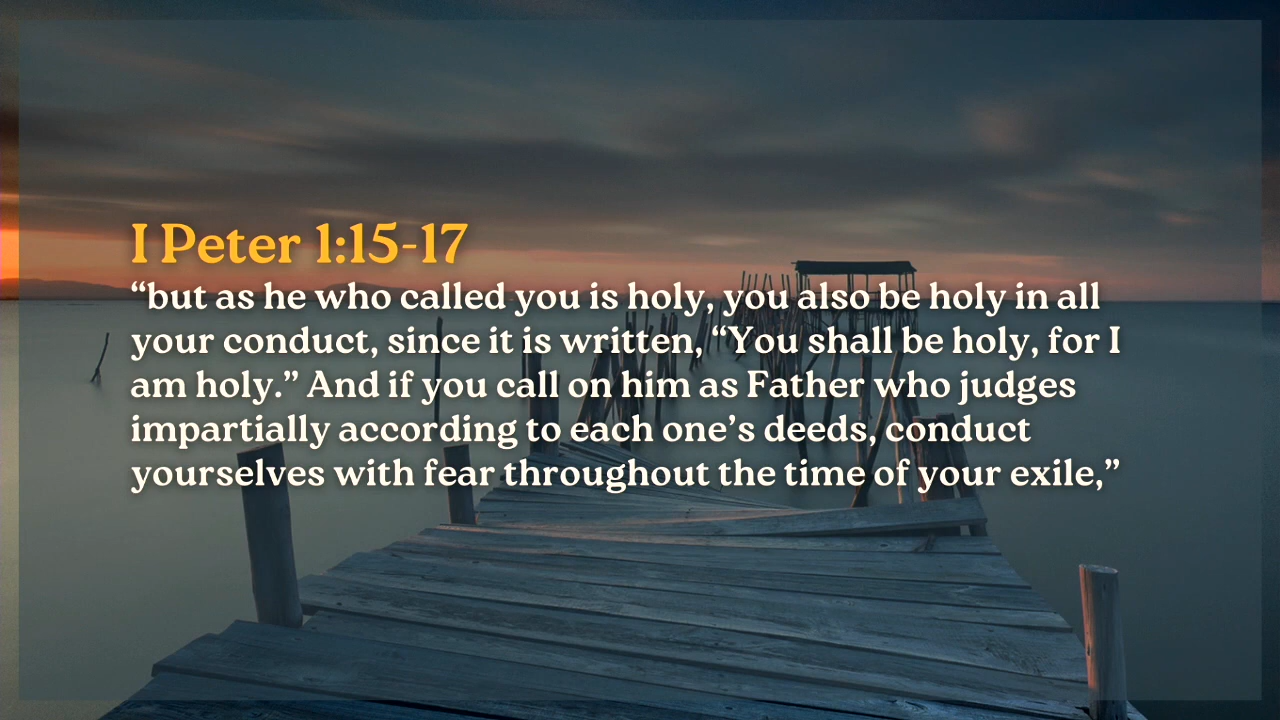 I Peter 1:15-17
“but as he who called you is holy, you also be holy in all
your conduct, since it is written, “You shall be holy, for I
am holy.” And if you call on him as Father who judges
impartially according to each one’s deeds, conduct
yourselves with fear throughout the time of your exile,”